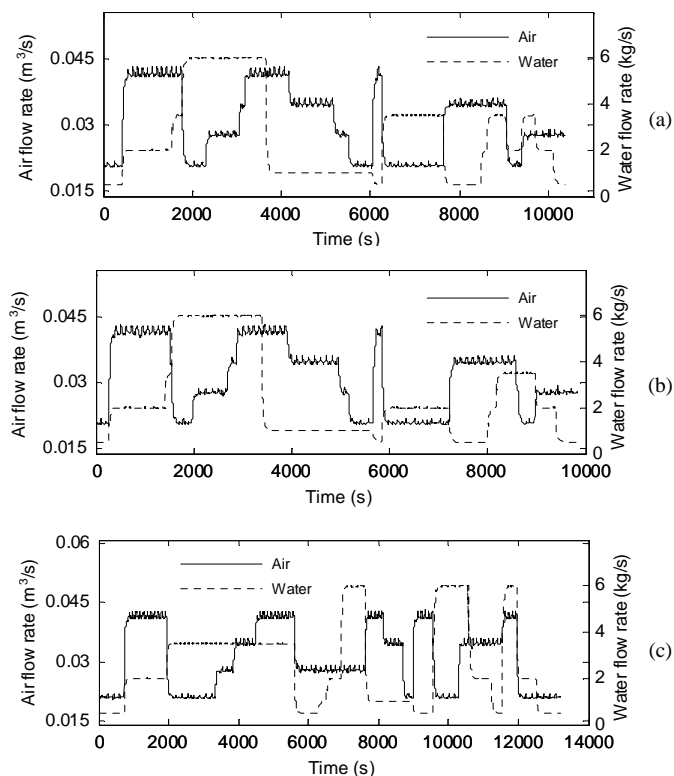 Air flow rate (m³/s)
0.045
0.03
0.015
Air
Water
6
4
2
0
Water flow rate (kg/s)
(a)
0 2000 4000 6000 8000 10000
Time (s)
Air flow rate (m³/s)
0.045
0.03
0.015
Air
Water
6
4
2
0
Water flow rate (kg/s)
(b)
0 2000 4000 6000 8000 10000
Time (s)
Air flow rate (m³/s)
0.06
0.045
0.03
0.015
Air
Water
6
4
2
0
Water flow rate (kg/s)
(c)
0 2000 4000 6000 8000 10000 12000 14000
Time (s)